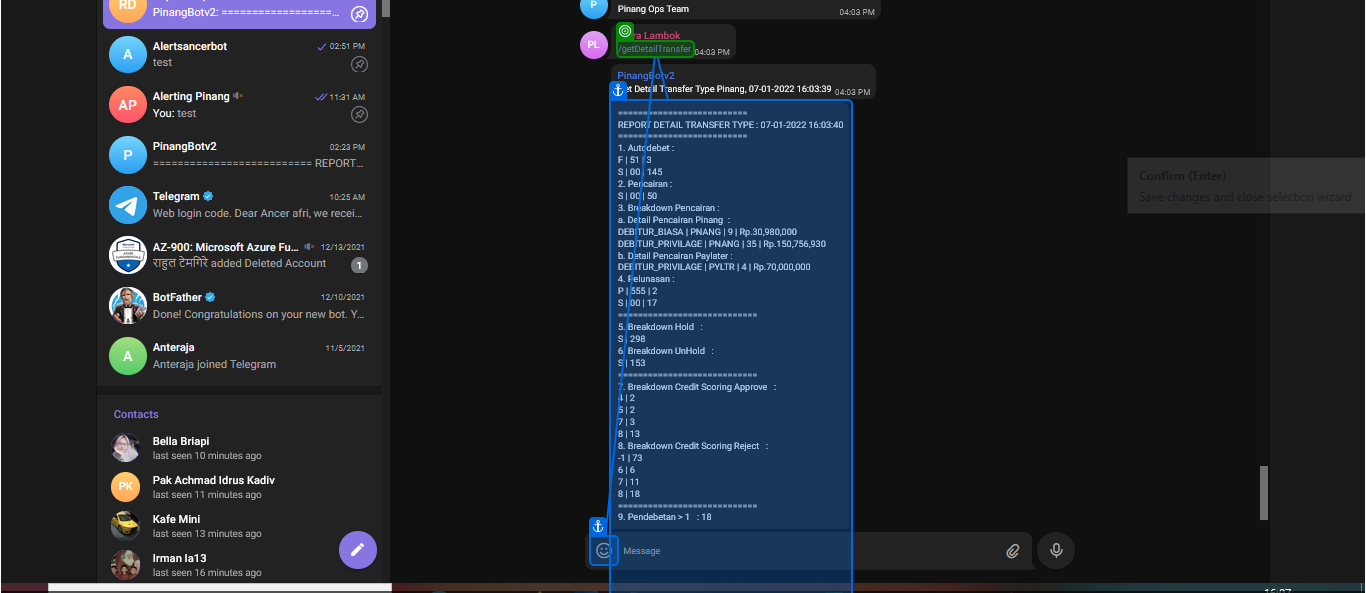 RD
PinangBotv2: ===================...
A
Alertsancerbot
02:51 PM
test
AP
Alerting Pinang
11:31 AM
You: test
P
PinangBotv2
02:23 PM
========================== REPORT...
Telegram
10:25 AM
Web login code. Dear Ancer afri, we recei...
AZ-900: Microsoft Azure Fu...
12/13/2021
राहुल टेमगिरे added Deleted Account
1
BotFather
12/10/2021
Done! Congratulations on your new bot. Y...
A
Anteraja
11/5/2021
Anteraja joined Telegram
Contacts
Bella Briapi
last seen 10 minutes ago
PK
Pak Achmad Idrus Kadiv
last seen 11 minutes ago
Kafe Mini
last seen 13 minutes ago
Irman Ia13
last seen 16 minutes ago
P
Pinang Ops Team
04:03 PM
PL
Lambok
/getDetailTransfer
04:03 PM
PinangBotv2
Detail Transfer Type Pinang, 07-01-2022 16:03:39
04:03 PM
==========================
REPORT DETAIL TRANSFER TYPE : 07-01-2022 16:03:40
==========================
1. Autodebet :
F | 51 | 3
S | 00 | 145
2. Pencairan :
S | 00 | 50
3. Breakdown Pencairan :
a. Detail Pencairan Pinang :
DEBITUR_BIASA | PNANG | 9 | Rp.30,980,000
DEBITUR_PRIVILAGE | PNANG | 35 | Rp.150,756,930
b. Detail Pencairan Paylater :
DEBITUR_PRIVILAGE | PYLTR | 4 | Rp.70,000,000
4. Pelunasan :
P | 555 | 2
S | 00 | 17
============================
5. Breakdown Hold :
S | 298
6. Breakdown UnHold :
S | 153
============================
7. Breakdown Credit Scoring Approve :
4 | 2
5 | 2
7 | 3
8 | 13
8. Breakdown Credit Scoring Reject :
-1 | 73
6 | 6
7 | 11
8 | 18
============================
9. Pendebetan > 1 : 18
Message
Confirm (Enter)
Save changes and close selection wizard.